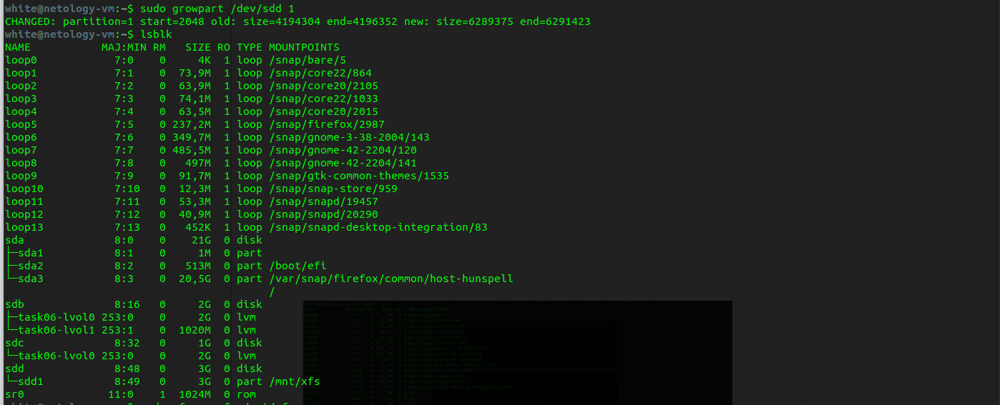 white@netology-vm:~$ sudo growpart /dev/sdd 1
CHANGED: partition=1 start=2048 old: size=4194304 end=4196352 new: size=6289375 end=6291423
white@netology-vm:~$ lsblk
NAME MAJ:MIN RM SIZE RO TYPE MOUNTPOINTS
loop0 7:0 0 4K 1 loop /snap/bare/5
loop1 7:1 0 73,9M 1 loop /snap/core22/864
loop2 7:2 0 63,9M 1 loop /snap/core20/2105
loop3 7:3 0 74,1M 1 loop /snap/core22/1033
loop4 7:4 0 63,5M 1 loop /snap/core20/2015
loop5 7:5 0 237,2M 1 loop /snap/firefox/2987
loop6 7:6 0 349,7M 1 loop /snap/gnome-3-38-2004/143
loop7 7:7 0 485,5M 1 loop /snap/gnome-42-2204/120
loop8 7:8 0 497M 1 loop /snap/gnome-42-2204/141
loop9 7:9 0 91,7M 1 loop /snap/gtk-common-themes/1535
loop10 7:10 0 12,3M 1 loop /snap/snap-store/959
loop11 7:11 0 53,3M 1 loop /snap/snapd/19457
loop12 7:12 0 40,9M 1 loop /snap/snapd/20290
loop13 7:13 0 452K 1 loop /snap/snapd-desktop-integration/83
sda 8:0 0 21G 0 disk
├─sda1 8:1 0 1M 0 part
├─sda2 8:2 0 513M 0 part /boot/efi
└─sda3 8:3 0 20,5G 0 part /var/snap/firefox/common/host-hunspell
/
sdb 8:16 0 2G 0 disk
├─task06-lvol0 253:0 0 2G 0 lvm
└─task06-lvol1 253:1 0 1020M 0 lvm
sdc 8:32 0 1G 0 disk
└─task06-lvol0 253:0 0 2G 0 lvm
sdd 8:48 0 3G 0 disk
└─sdd1 8:49 0 3G 0 part /mnt/xfs
sr0 11:0 1 1024M 0 rom